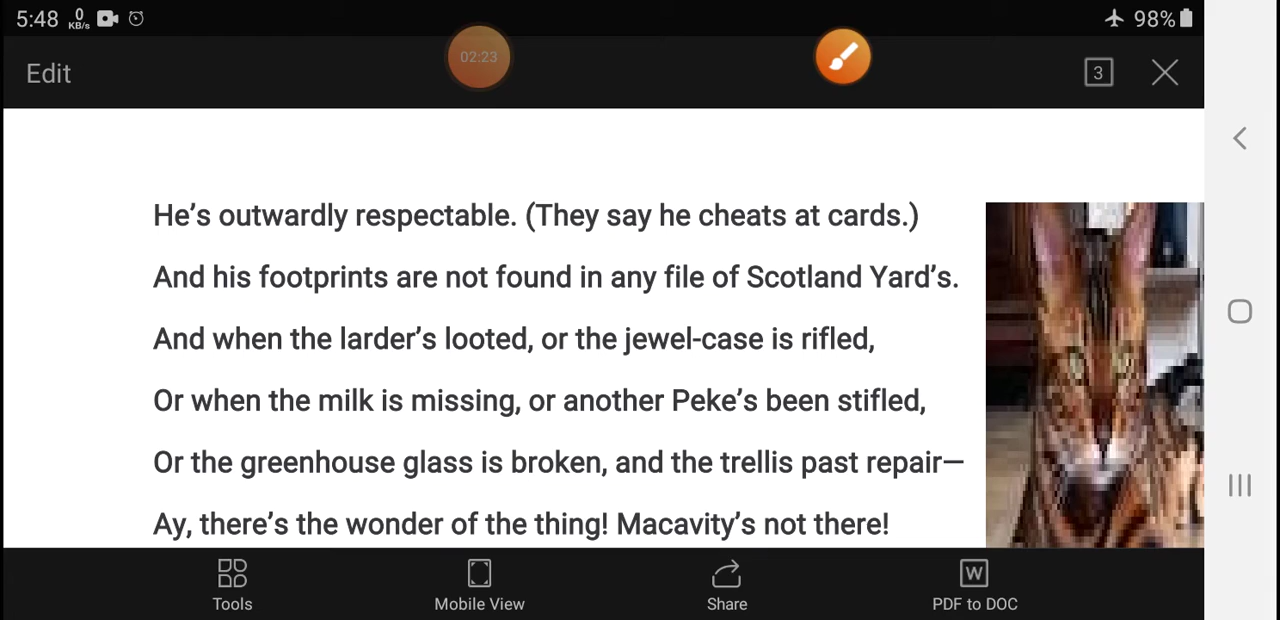 5:48 0 KB/s 98%
Edit 02:23 3
He's outwardly respectable. (They say he cheats at cards.)
And his footprints are not found in any file of Scotland Yard's.
And when the larder's looted, or the jewel-case is rifled,
Or when the milk is missing, or another Peke's been stifled,
Or the greenhouse glass is broken, and the trellis past repair—
Ay, there's the wonder of the thing! Macavity's not there!
W
Tools Mobile View Share PDF to DOC